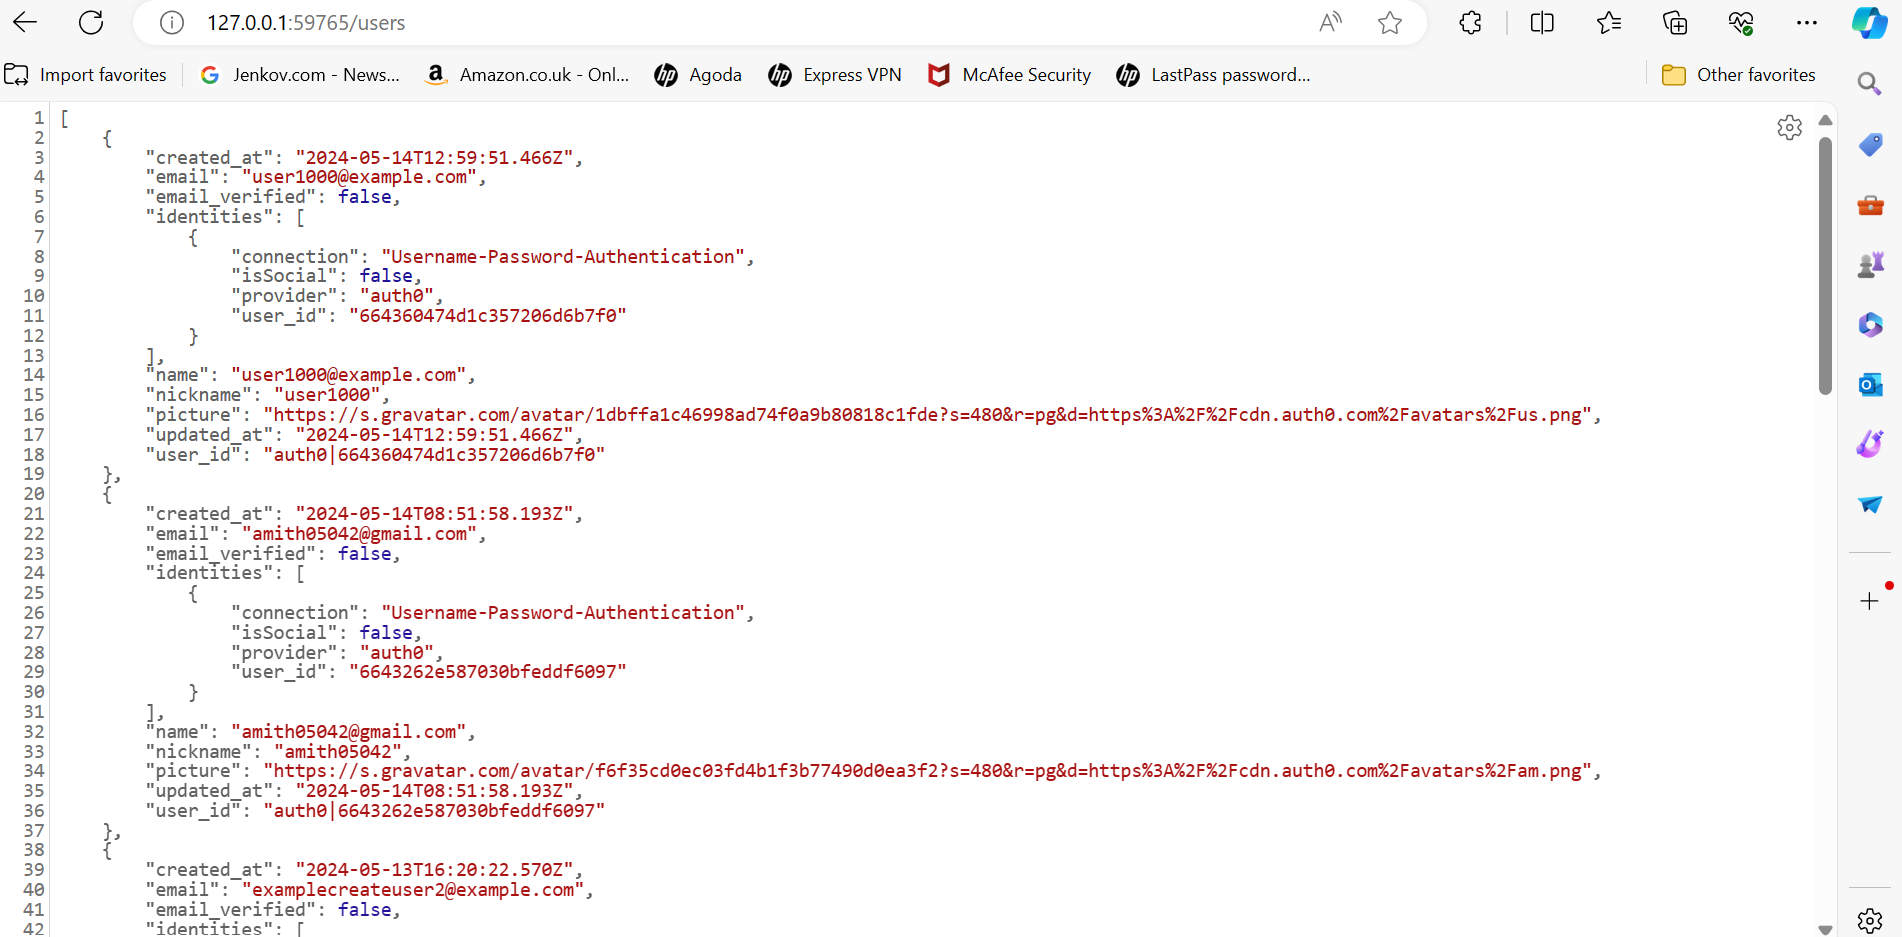 127.0.0.1:59765/users
Import favorites
Jenkov.com - News...
Amazon.co.uk - Onl...
Agoda
Express VPN
McAfee Security
LastPass password...
Other favorites
1 [
2     {
3         "created_at": "2024-05-14T12:59:51.466Z",
4         "email": "user1000@example.com",
5         "email_verified": false,
6         "identities": [
7             {
8                 "connection": "Username-Password-Authentication",
9                 "isSocial": false,
10                 "provider": "auth0",
11                 "user_id": "664360474d1c357206d6b7f0"
12             }
13         ],
14         "name": "user1000@example.com",
15         "nickname": "user1000",
16         "picture": "https://s.gravatar.com/avatar/1dbffa1c46998ad74f0a9b80818c1fde?s=480&r=pg&d=https%3A%2F%2Fcdn.auth0.com%2Favatars%2Fus.png",
17         "updated_at": "2024-05-14T12:59:51.466Z",
18         "user_id": "auth0|664360474d1c357206d6b7f0"
19     },
20     {
21         "created_at": "2024-05-14T08:51:58.193Z",
22         "email": "amith05042@gmail.com",
23         "email_verified": false,
24         "identities": [
25             {
26                 "connection": "Username-Password-Authentication",
27                 "isSocial": false,
28                 "provider": "auth0",
29                 "user_id": "6643262e587030bfeddf6097"
30             }
31         ],
32         "name": "amith05042@gmail.com",
33         "nickname": "amith05042",
34         "picture": "https://s.gravatar.com/avatar/f6f35cd0ec03fd4b1f3b77490d0ea3f2?s=480&r=pg&d=https%3A%2F%2Fcdn.auth0.com%2Favatars%2Fam.png",
35         "updated_at": "2024-05-14T08:51:58.193Z",
36         "user_id": "auth0|6643262e587030bfeddf6097"
37     },
38     {
39         "created_at": "2024-05-13T16:20:22.570Z",
40         "email": "examplecreateuser2@example.com",
41         "email_verified": false,
42         "identities": [